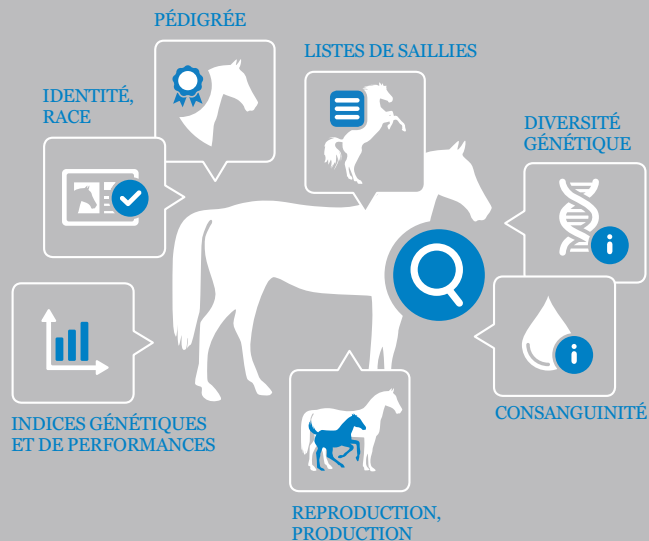 PÉDIGRÉE
LISTES DE SAILLIES
IDENTITÉ,
RACE
DIVERSITÉ
GÉNÉTIQUE
INDICES GÉNÉTIQUES
ET DE PERFORMANCES
CONSANGUINITÉ
REPRODUCTION,
PRODUCTION